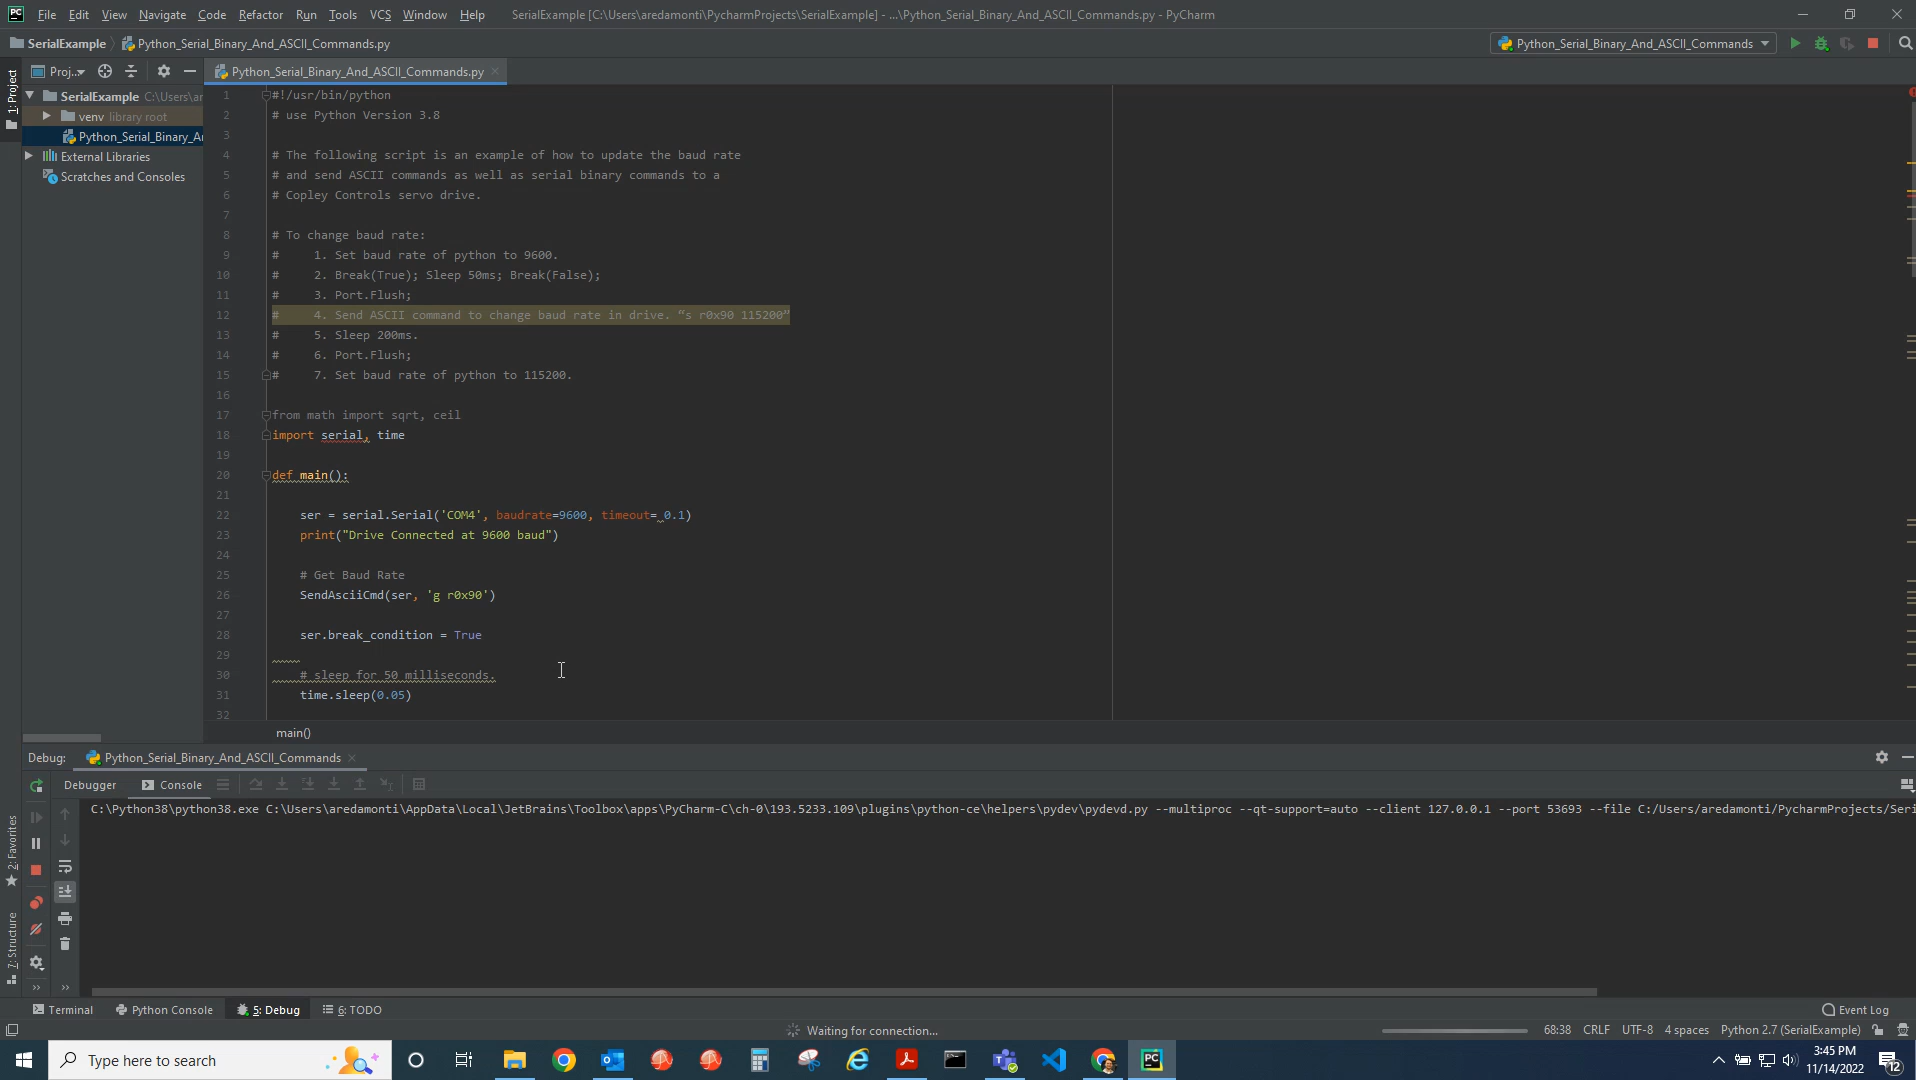 PC File Edit View Navigate Code Refactor Run Tools VCS Window Help SerialExample [C:\Users\aredamonti\PycharmProjects\SerialExample] - ...\Python_Serial_Binary_And_ASCII_Commands.py - PyCharm
SerialExample Python_Serial_Binary_And_ASCII_Commands.py Python_Serial_Binary_And_ASCII_Commands
1: Project
Proj... Python_Serial_Binary_And_ASCII_Commands.py
SerialExample C:\Users\ar
venv library root
Python_Serial_Binary_Ar
External Libraries
Scratches and Consoles
1 #!/usr/bin/python
2 # use Python Version 3.8
3
4 # The following script is an example of how to update the baud rate
5 # and send ASCII commands as well as serial binary commands to a
6 # Copley Controls servo drive.
7
8 # To change baud rate:
9 # 1. Set baud rate of python to 9600.
10 # 2. Break(True); Sleep 50ms; Break(False);
11 # 3. Port.Flush;
12 # 4. Send ASCII command to change baud rate in drive. “s r0x90 115200”
13 # 5. Sleep 200ms.
14 # 6. Port.Flush;
15 # 7. Set baud rate of python to 115200.
16
17 from math import sqrt, ceil
18 import serial, time
19
20 def main():
21
22 ser = serial.Serial('COM4', baudrate=9600, timeout= 0.1)
23 print("Drive Connected at 9600 baud")
24
25 # Get Baud Rate
26 SendAsciiCmd(ser, 'g r0x90')
27
28 ser.break_condition = True
29
30 # sleep for 50 milliseconds.
31 time.sleep(0.05)
32
main()
Debug: Python_Serial_Binary_And_ASCII_Commands
Debugger Console
C:\Python38\python38.exe C:\Users\aredamonti\AppData\Local\JetBrains\Toolbox\apps\PyCharm-C\ch-0\193.5233.109\plugins\python-ce\helpers\pydev\pydevd.py --multiproc --qt-support=auto --client 127.0.0.1 --port 53693 --file C:/Users/aredamonti/PycharmProjects/Seri
2: Favorites
7: Structure
Terminal Python Console 5: Debug 6: TODO Event Log
Waiting for connection... 68:38 CRLF UTF-8 4 spaces Python 2.7 (SerialExample)
Type here to search PC
3:45 PM
11/14/2022
12